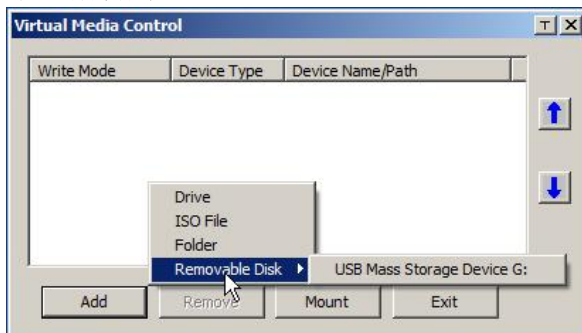 Virtual Media Control
T X
Write Mode Device Type Device Name/Path
Drive
ISO File
Folder
Removable Disk USB Mass Storage Device G:
Add Remove Mount Exit